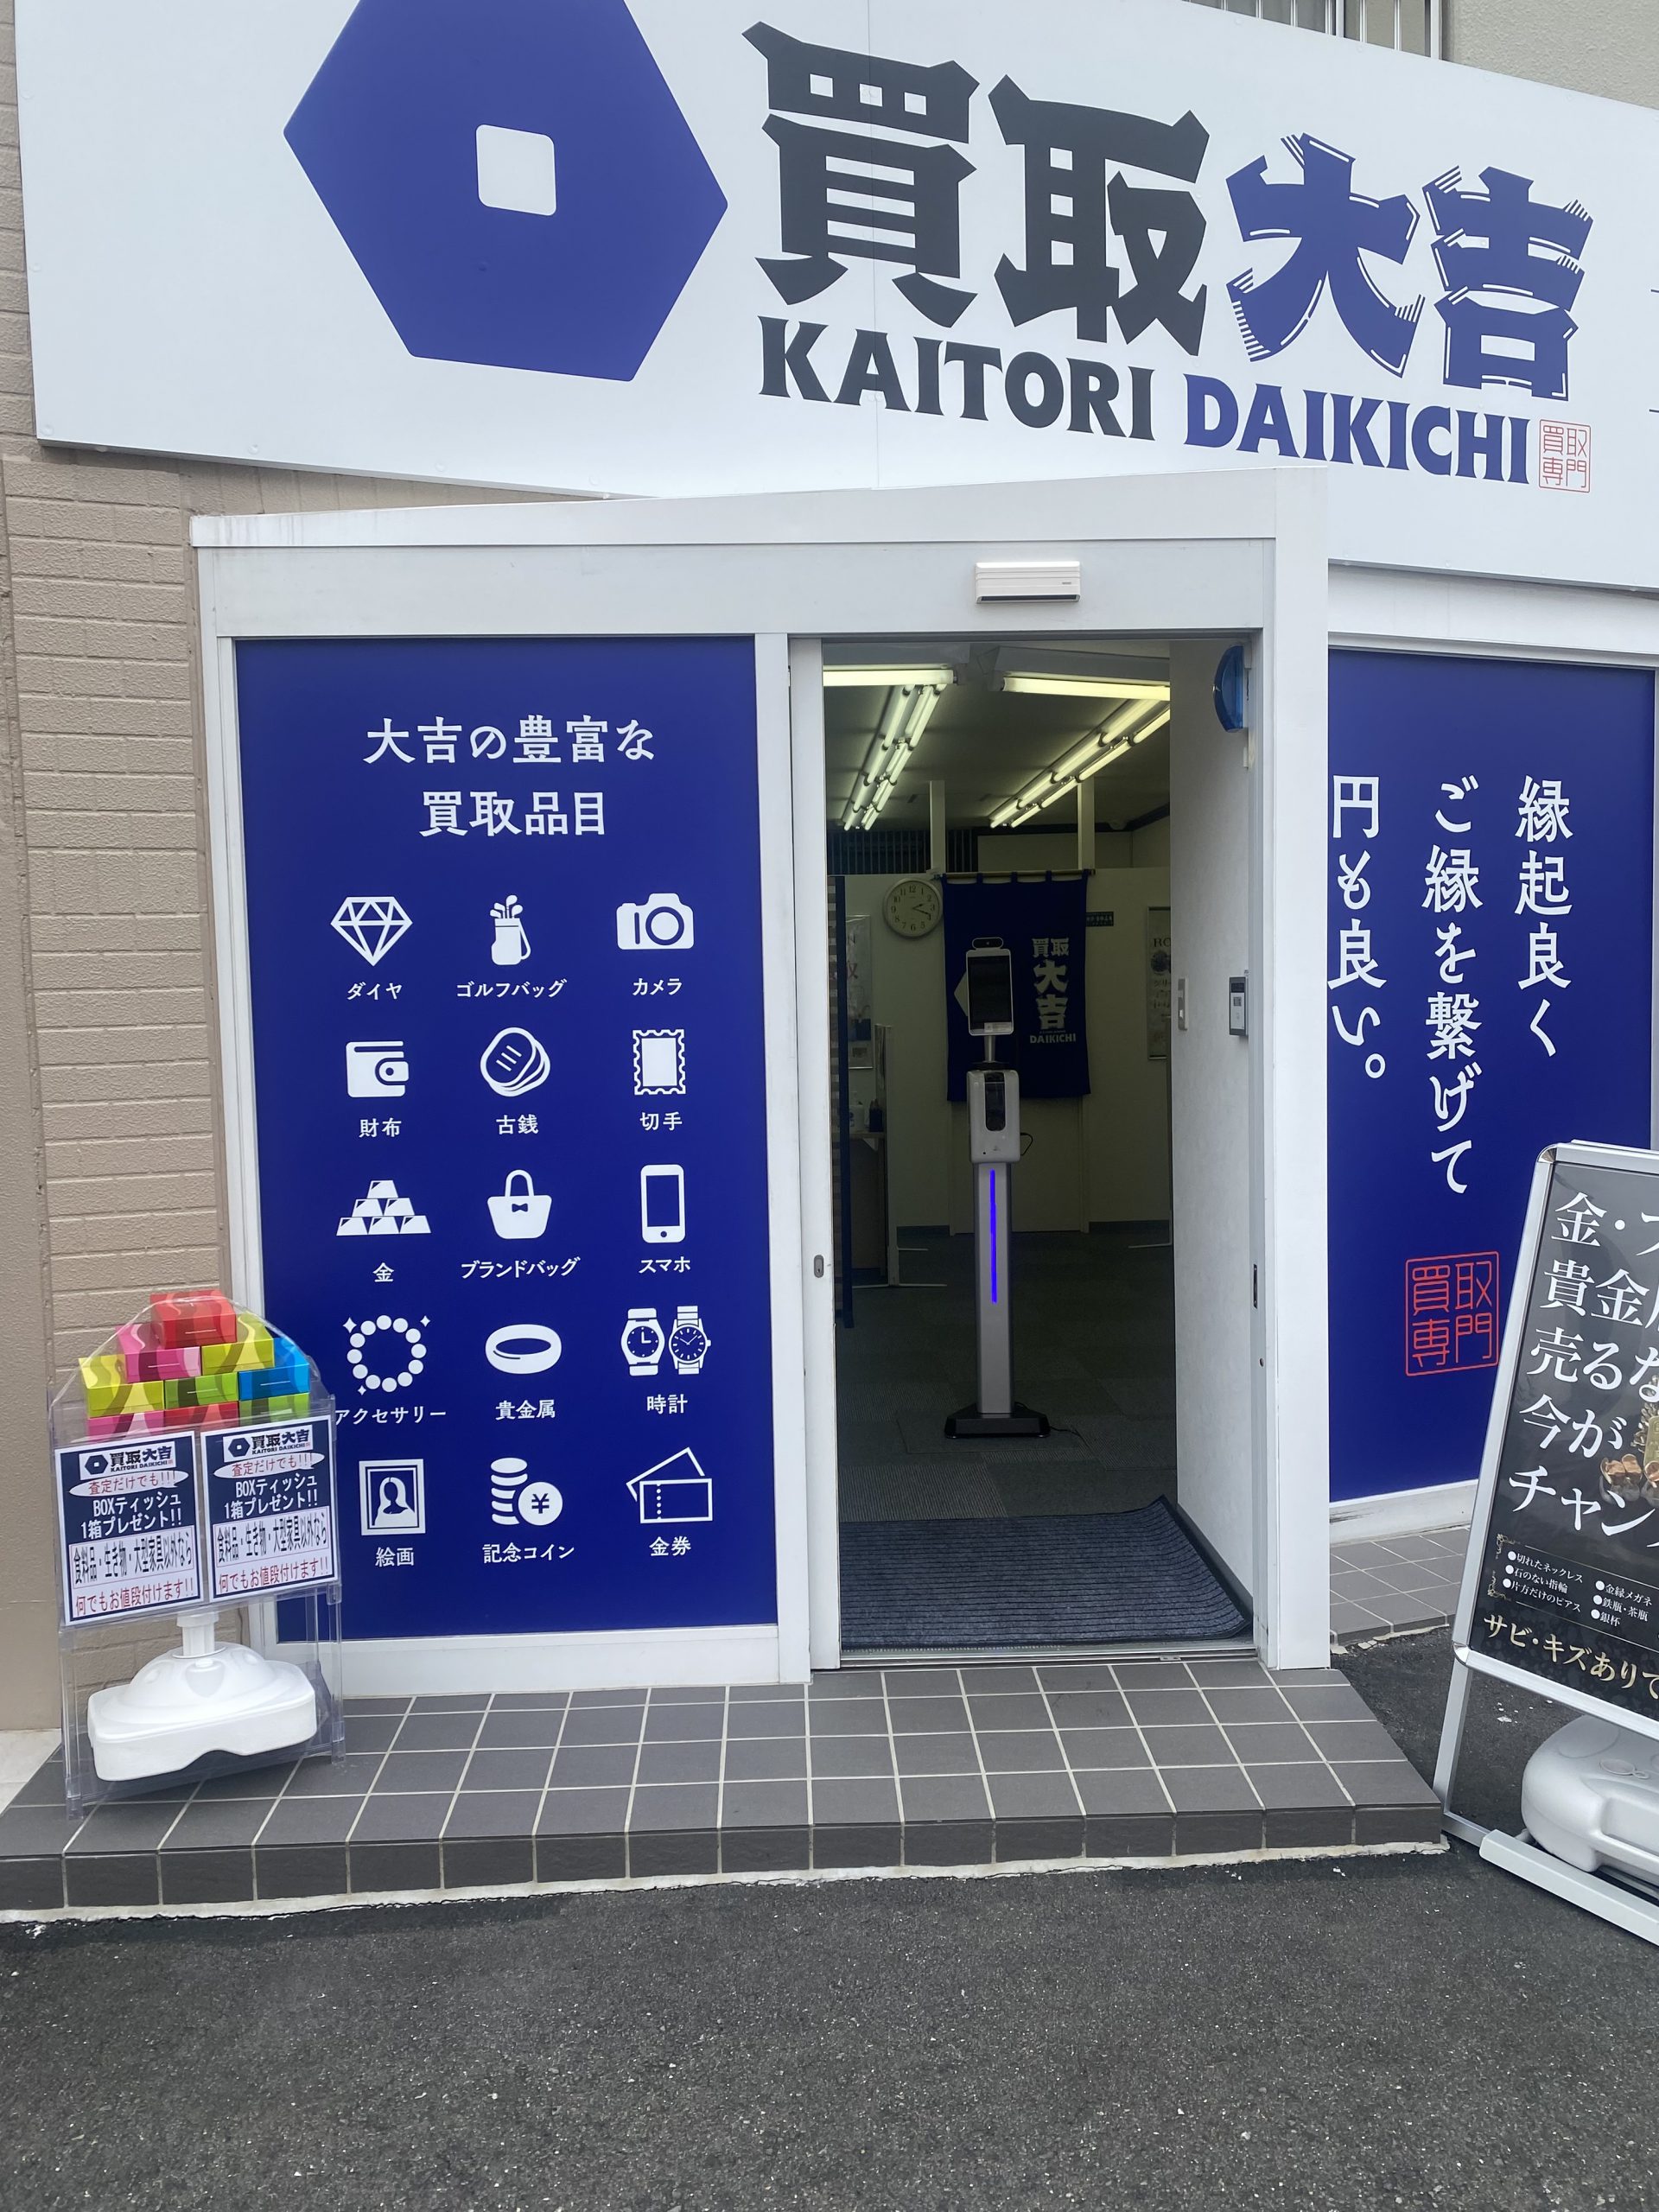 買取大吉
KAITORI DAIKICHI
買取
専門
大吉の豊富な
買取品目
ダイヤ
ゴルフバッグ
カメラ
財布
古銭
切手
金
ブランドバッグ
スマホ
アクセサリー
貴金属
時計
絵画
記念コイン
金券
買取
大吉
DAIKICHI
縁起良く
ご縁を繋げて
円も良い。
買取
専門
買取大吉
KAITORI DAIKICHI
査定だけでも!!!
BOXティッシュ
1箱プレゼント!!
食料品・生き物・大型家具以外なら
何でもお値段付けます!!
買取大吉
KAITORI DAIKICHI
査定だけでも!!!
BOXティッシュ
1箱プレゼント!!
食料品・生き物・大型家具以外なら
何でもお値段付けます!!
金・
貴金
売るな
今が
チャン
●切れたネックレス
●石のない指輪
●片方だけのピアス
●金縁メガネ
●鉄瓶・茶瓶
●銀杯
サビ・キズありで